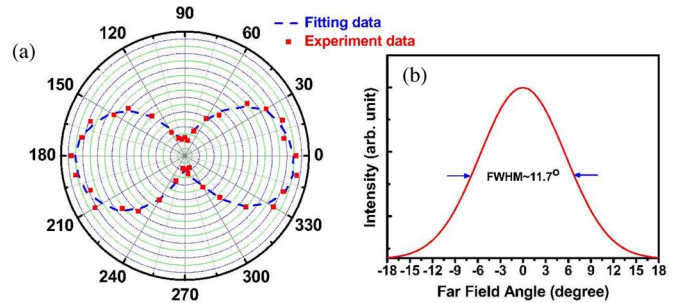 (a)
Fitting data
Experiment data
90
120
60
150
30
180
0
210
330
240
300
270
(b)
Intensity (arb. unit)
FWHM~11.7°
-18 -15 -12 -9 -6 -3 0 3 6 9 12 15 18
Far Field Angle (degree)